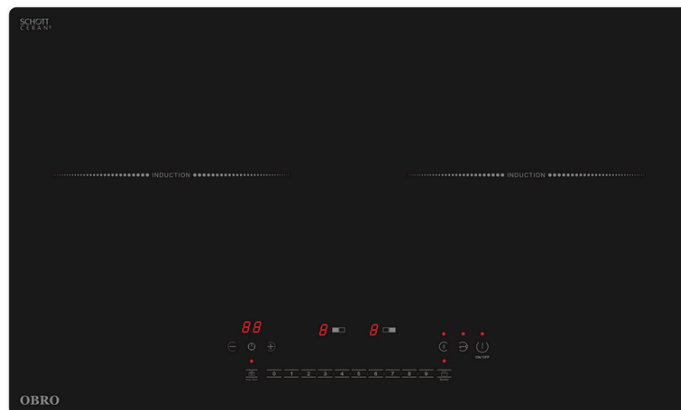 SCHOTT
CERAN®
INDUCTION
INDUCTION
88
8
8
ON/OFF
0 1 2 3 4 5 6 7 8 9
OBRO